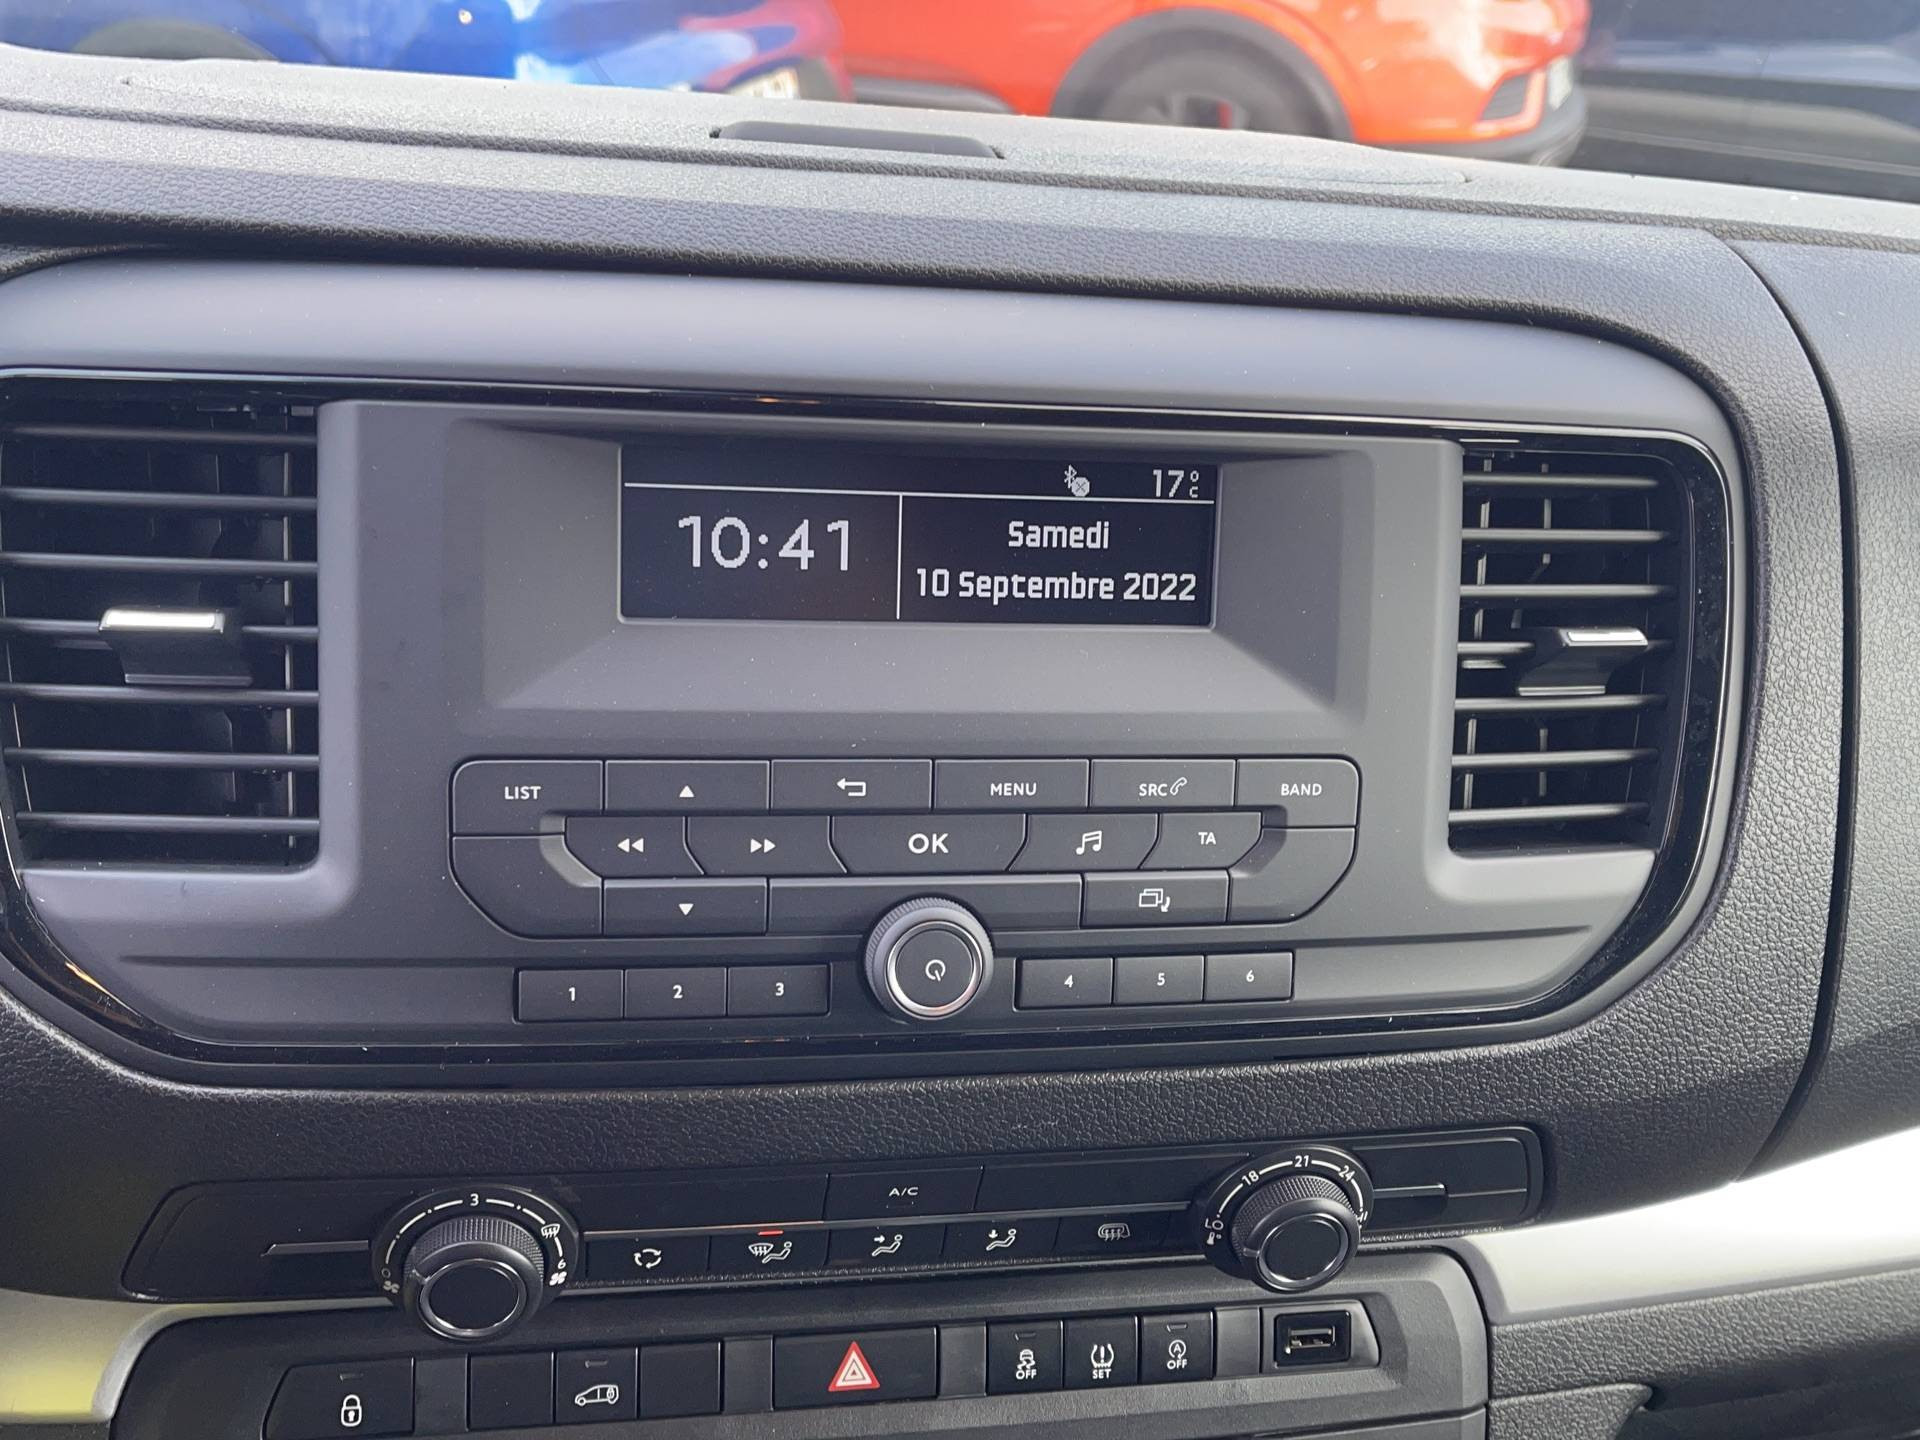 17°C
10:41
Samedi
10 Septembre 2022
LIST
MENU
SRC
BAND
OK
TA
1 2 3 4 5 6
A/C
3
6
18 21 24
LO
OFF
SET
A
OFF